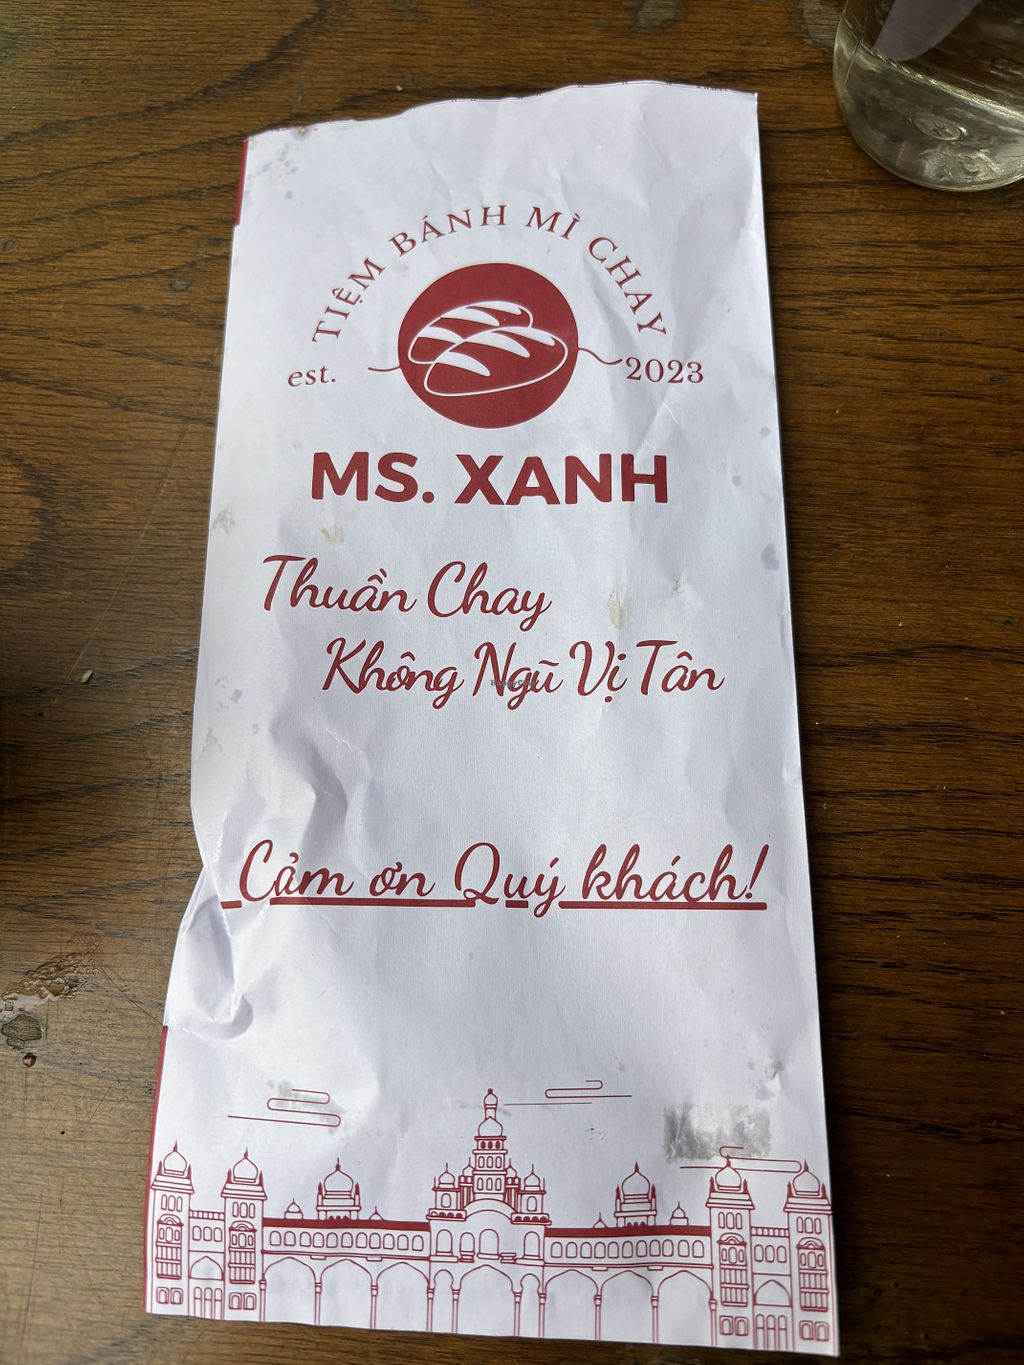 TIỆM BÁNH MÌ CHAY
est. 2023
MS. XANH
Thuần Chay
Không Ngũ Vị Tân
Cảm ơn Quý khách!